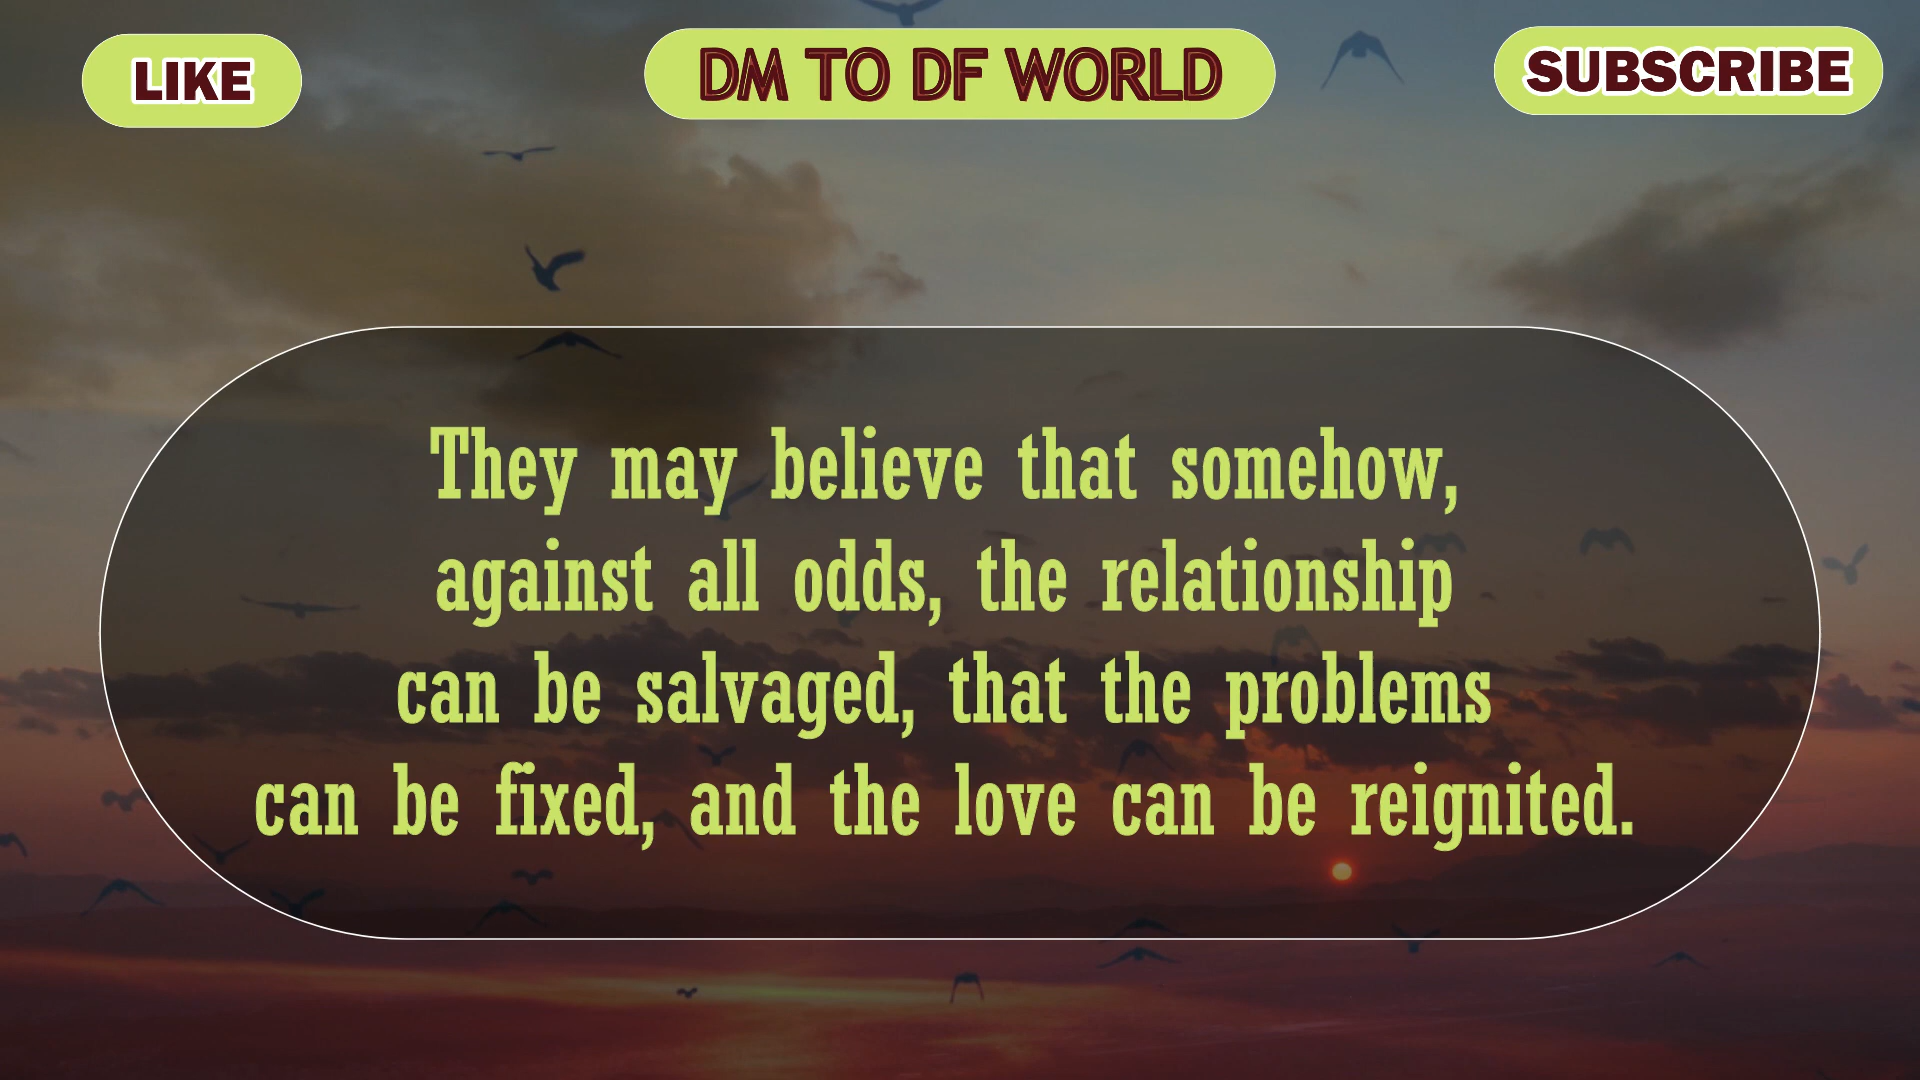 LIKE
DM TO DF WORLD
SUBSCRIBE
They may believe that somehow,
against all odds, the relationship
can be salvaged, that the problems
can be fixed, and the love can be reignited.